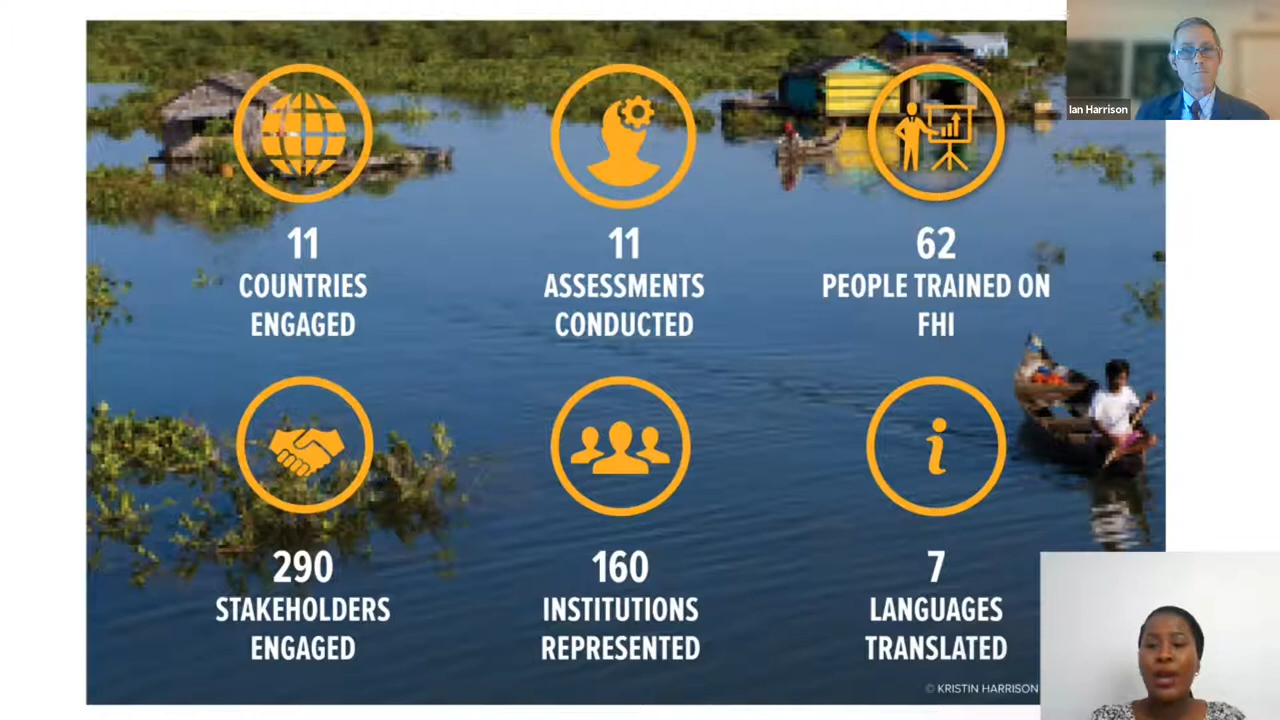 Ian Harrison
11
COUNTRIES
ENGAGED
11
ASSESSMENTS
CONDUCTED
62
PEOPLE TRAINED ON
FHI
290
STAKEHOLDERS
ENGAGED
160
INSTITUTIONS
REPRESENTED
7
LANGUAGES
TRANSLATED
© KRISTIN HARRISON